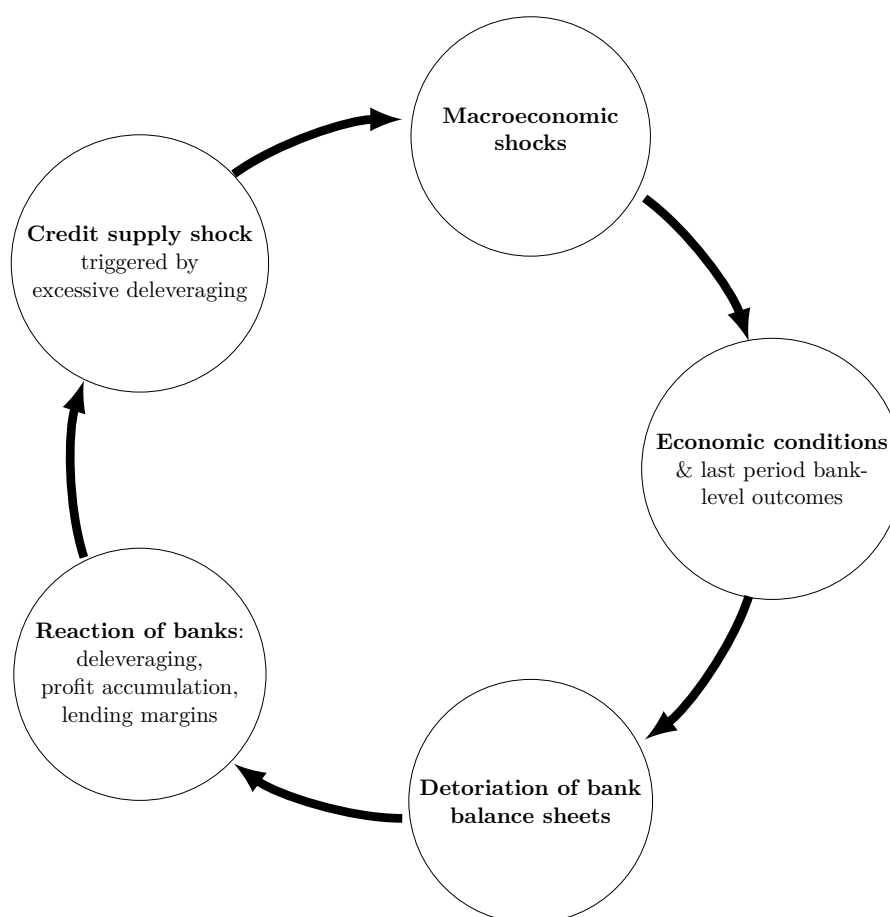 Macroeconomic
shocks
Credit supply shock
triggered by
excessive deleveraging
Economic conditions
& last period bank-
level outcomes
Reaction of banks:
deleveraging,
profit accumulation,
lending margins
Detoriation of bank
balance sheets